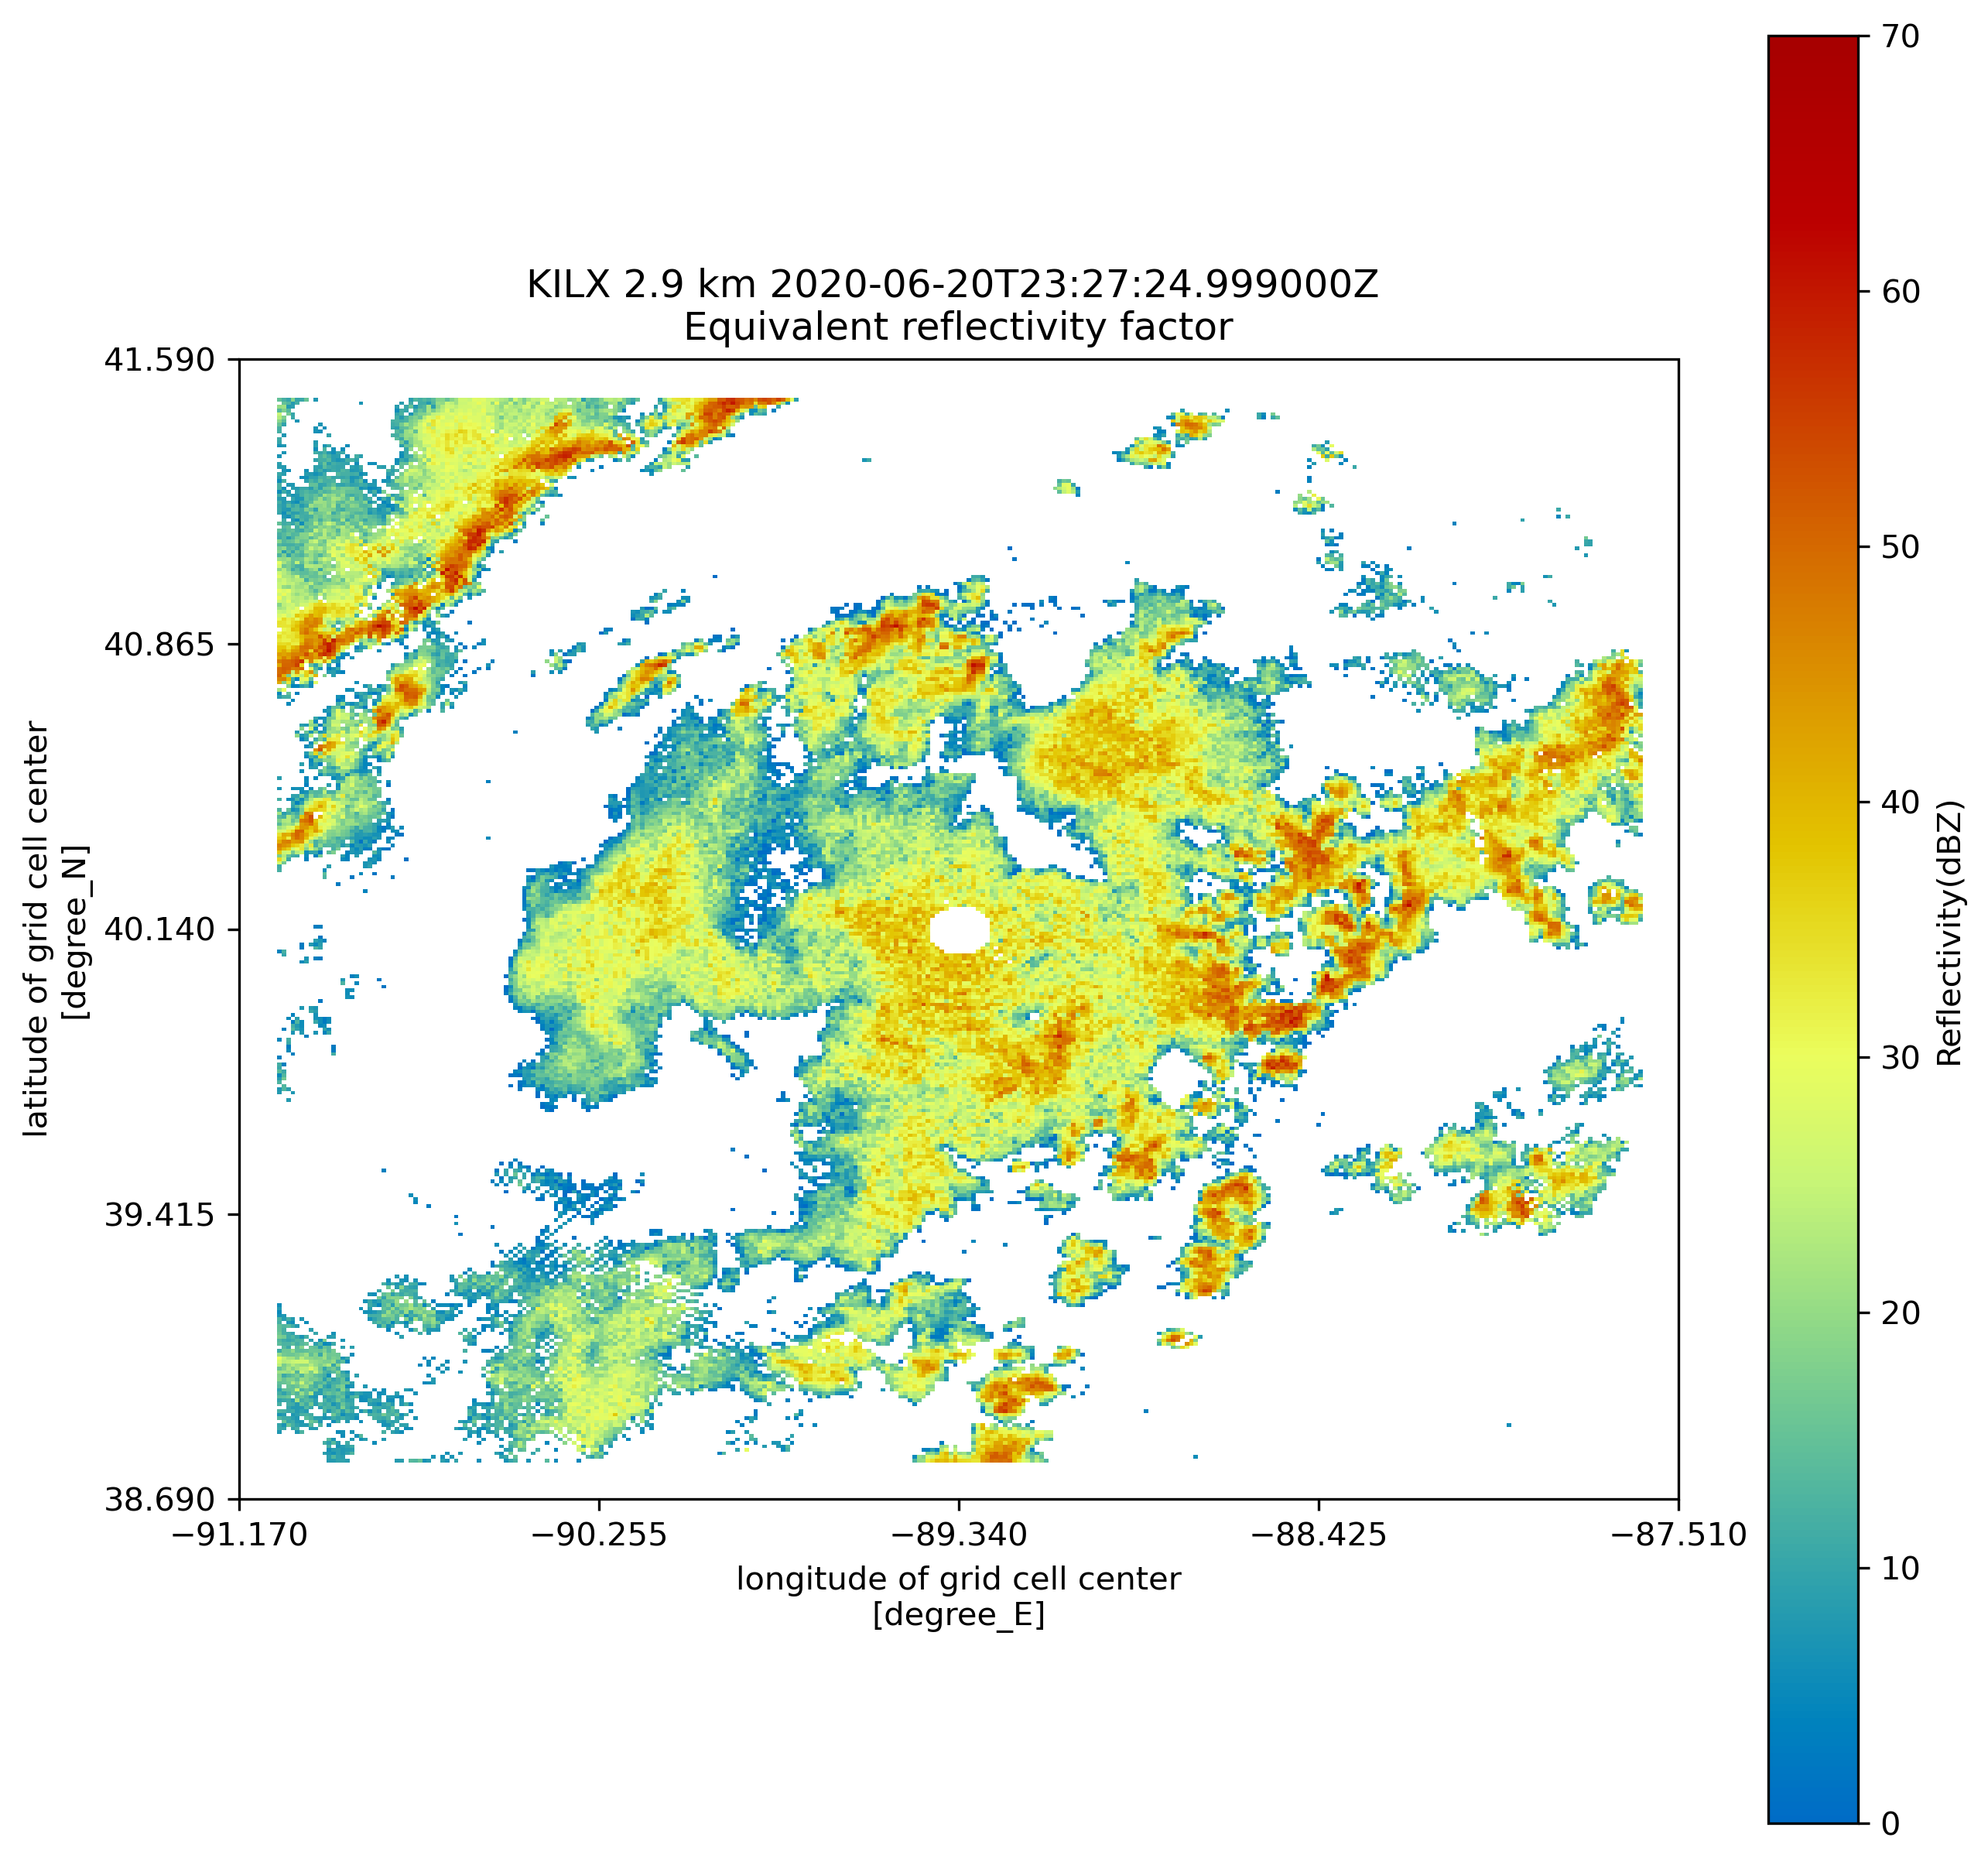 KILX 2.9 km 2020-06-20T23:27:24.999000Z
Equivalent reflectivity factor
41.590
40.865
40.140
39.415
38.690
latitude of grid cell center
[degree_N]
−91.170
−90.255
−89.340
−88.425
−87.510
longitude of grid cell center
[degree_E]
70
60
50
40
30
20
10
0
Reflectivity(dBZ)